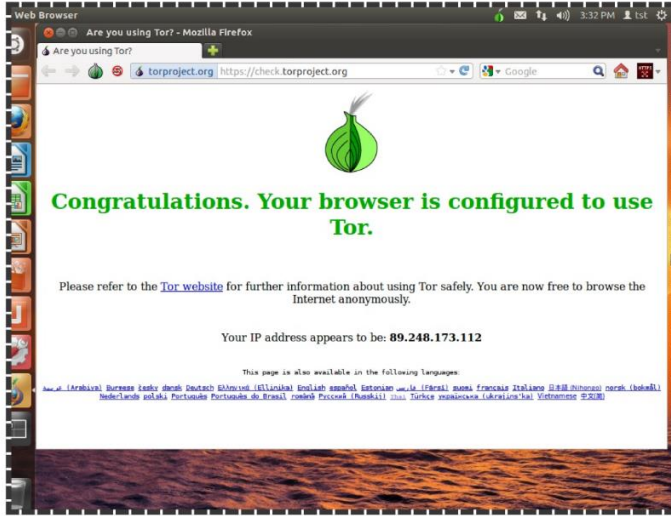 Web Browser 3:32 PM tst
Are you using Tor? - Mozilla Firefox
Are you using Tor?
torproject.org https://check.torproject.org Google HTTPS
Congratulations. Your browser is configured to use
Tor.
Please refer to the Tor website for further information about using Tor safely. You are now free to browse the
Internet anonymously.
Your IP address appears to be: 89.248.173.112
This page is also available in the following languages:
(Arabiya) Burmese česky dansk Deutsch Ελληνικά (Ellinika) English español Estonian فارسی (Fārsī) suomi français Italiano 日本語 (Nihongo) norsk (bokmål)
Nederlands polski Português Português do Brasil română Русский (Russkij) Thai Türkçe українська (ukrajins'ka) Vietnamese 中文(简)